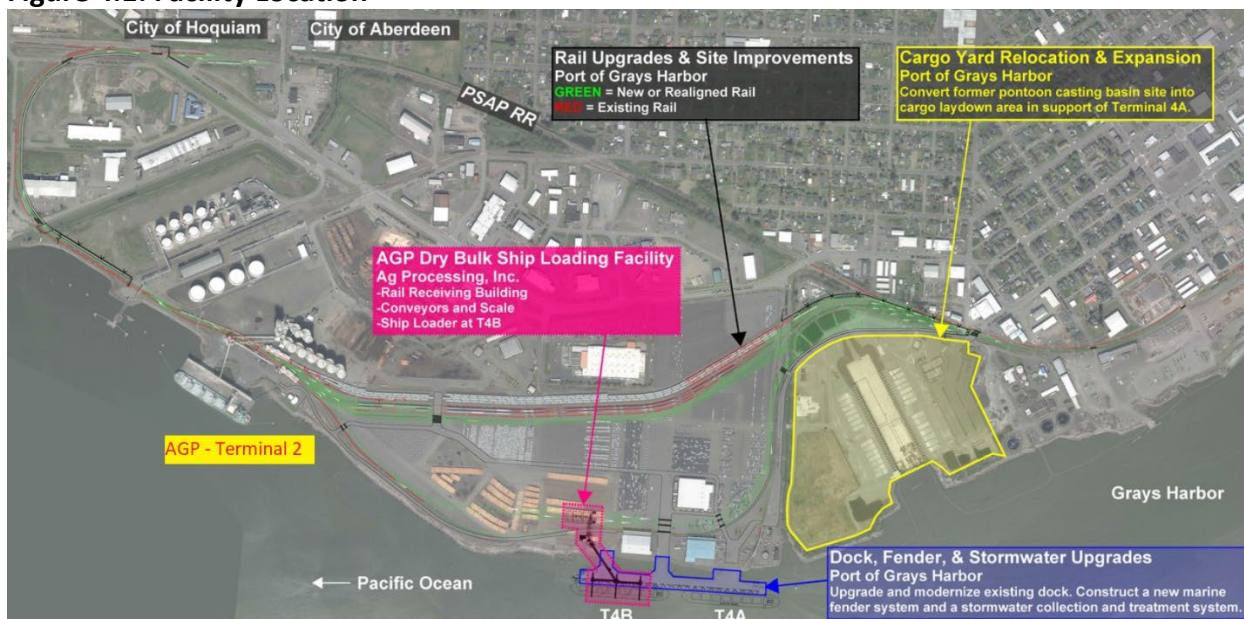 Figure 4.2. Facility Location
City of Hoquiam
City of Aberdeen
PSAP RR
Rail Upgrades & Site Improvements
Port of Grays Harbor
GREEN = New or Realigned Rail
RED = Existing Rail
Cargo Yard Relocation & Expansion
Port of Grays Harbor
Convert former pontoon casting basin site into
cargo laydown area in support of Terminal 4A.
AGP Dry Bulk Ship Loading Facility
Ag Processing, Inc.
-Rail Receiving Building
-Conveyors and Scale
-Ship Loader at T4B
AGP - Terminal 2
Grays Harbor
Pacific Ocean
Dock, Fender, & Stormwater Upgrades
Port of Grays Harbor
Upgrade and modernize existing dock. Construct a new marine
fender system and a stormwater collection and treatment system.
T4B
T4A